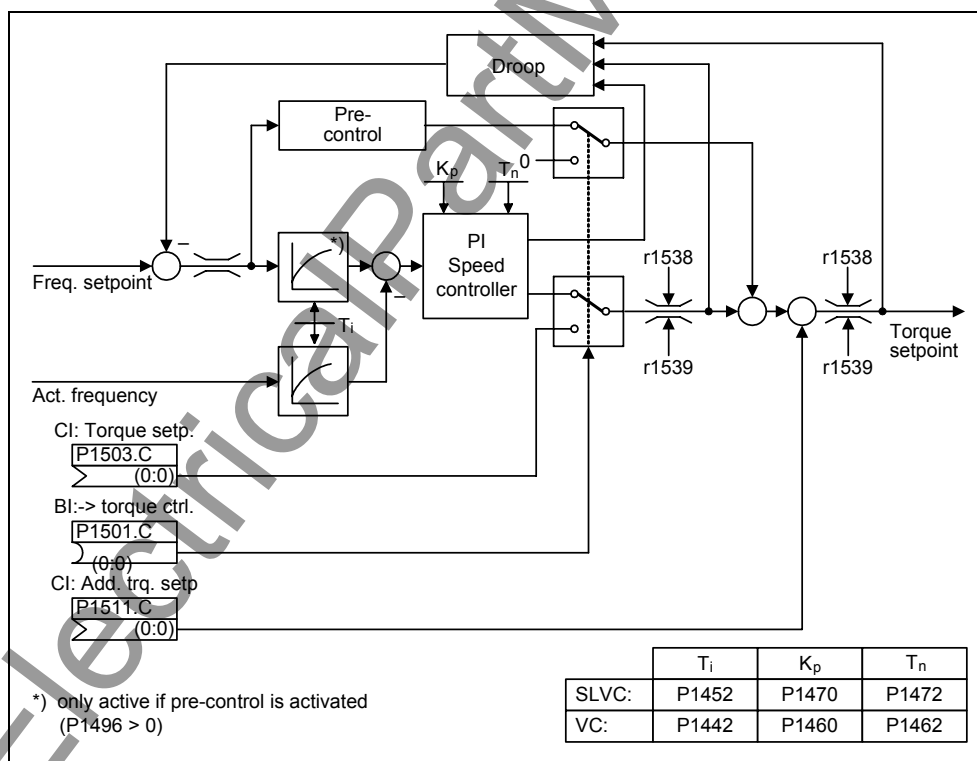 Droop
Pre-
control
0
Kp
Tn
PI
Speed
controller
*)
–
–
Freq. setpoint
Ti
Act. frequency
r1538
r1539
r1538
r1539
Torque
setpoint
CI: Torque setp.
P1503.C
(0:0)
BI:-> torque ctrl.
P1501.C
(0:0)
CI: Add. trq. setp
P1511.C
(0:0)
*) only active if pre-control is activated
(P1496 > 0)
Ti Kp Tn
SLVC: P1452 P1470 P1472
VC: P1442 P1460 P1462